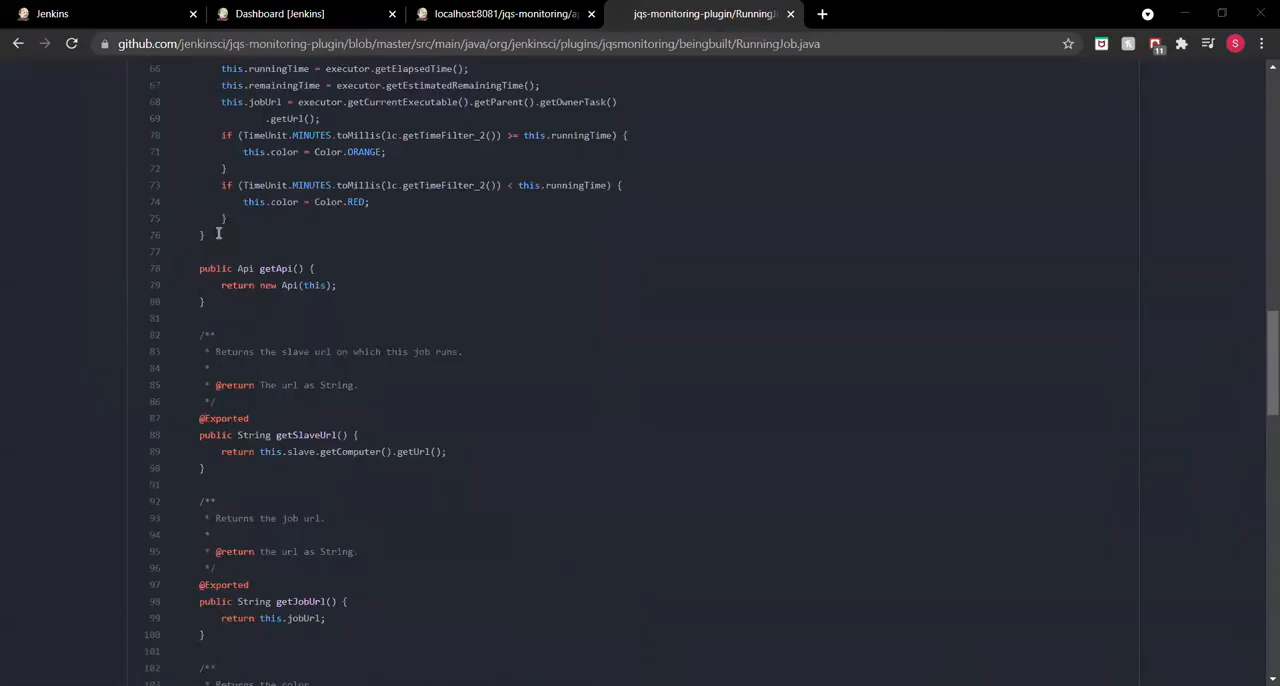 Jenkins
Dashboard [Jenkins]
localhost:8081/jqs-monitoring/a
jqs-monitoring-plugin/RunningJ
github.com/jenkinsci/jqs-monitoring-plugin/blob/master/src/main/java/org/jenkinsci/plugins/jqsmonitoring/beingbuilt/RunningJob.java
11
S
66 this.runningTime = executor.getElapsedTime();
67 this.remainingTime = executor.getEstimatedRemainingTime();
68 this.jobUrl = executor.getCurrentExecutable().getParent().getOwnerTask()
69 .getUrl();
70 if (TimeUnit.MINUTES.toMillis(lc.getTimeFilter_2()) >= this.runningTime) {
71 this.color = Color.ORANGE;
72 }
73 if (TimeUnit.MINUTES.toMillis(lc.getTimeFilter_2()) < this.runningTime) {
74 this.color = Color.RED;
75 }
76 }
77
78 public Api getApi() {
79 return new Api(this);
80 }
81
82 /**
83 * Returns the slave url on which this job runs.
84 *
85 * @return The url as String.
86 */
87 @Exported
88 public String getSlaveUrl() {
89 return this.slave.getComputer().getUrl();
90 }
91
92 /**
93 * Returns the job url.
94 *
95 * @return the url as String.
96 */
97 @Exported
98 public String getJobUrl() {
99 return this.jobUrl;
100 }
101
102 /**
103 * Returns the color